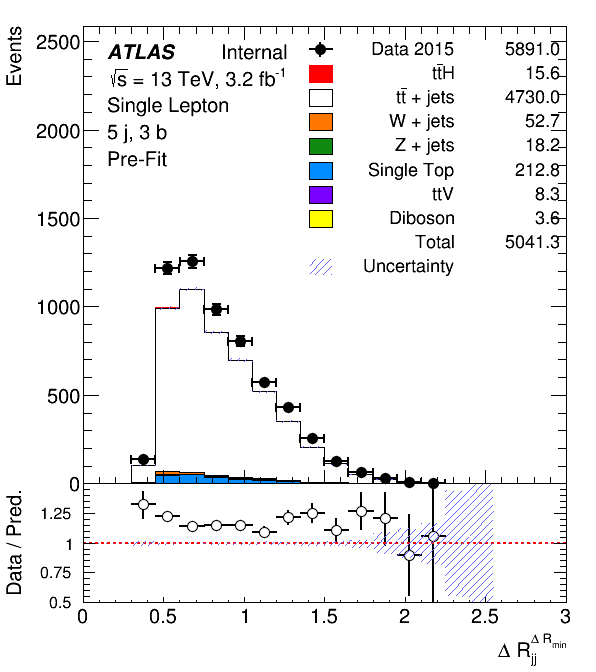 Events
2500
2000
1500
1000
500
0
ATLAS Internal
√s = 13 TeV, 3.2 fb⁻¹
Single Lepton
5 j, 3 b
Pre-Fit
Data 2015 5891.0
tt̄H 15.6
tt̄ + jets 4730.0
W + jets 52.7
Z + jets 18.2
Single Top 212.8
ttV 8.3
Diboson 3.6
Total 5041.3
Uncertainty
Data / Pred.
1.25
1
0.75
0.5
0 0.5 1 1.5 2 2.5 3
Δ R_jj^Δ R_min